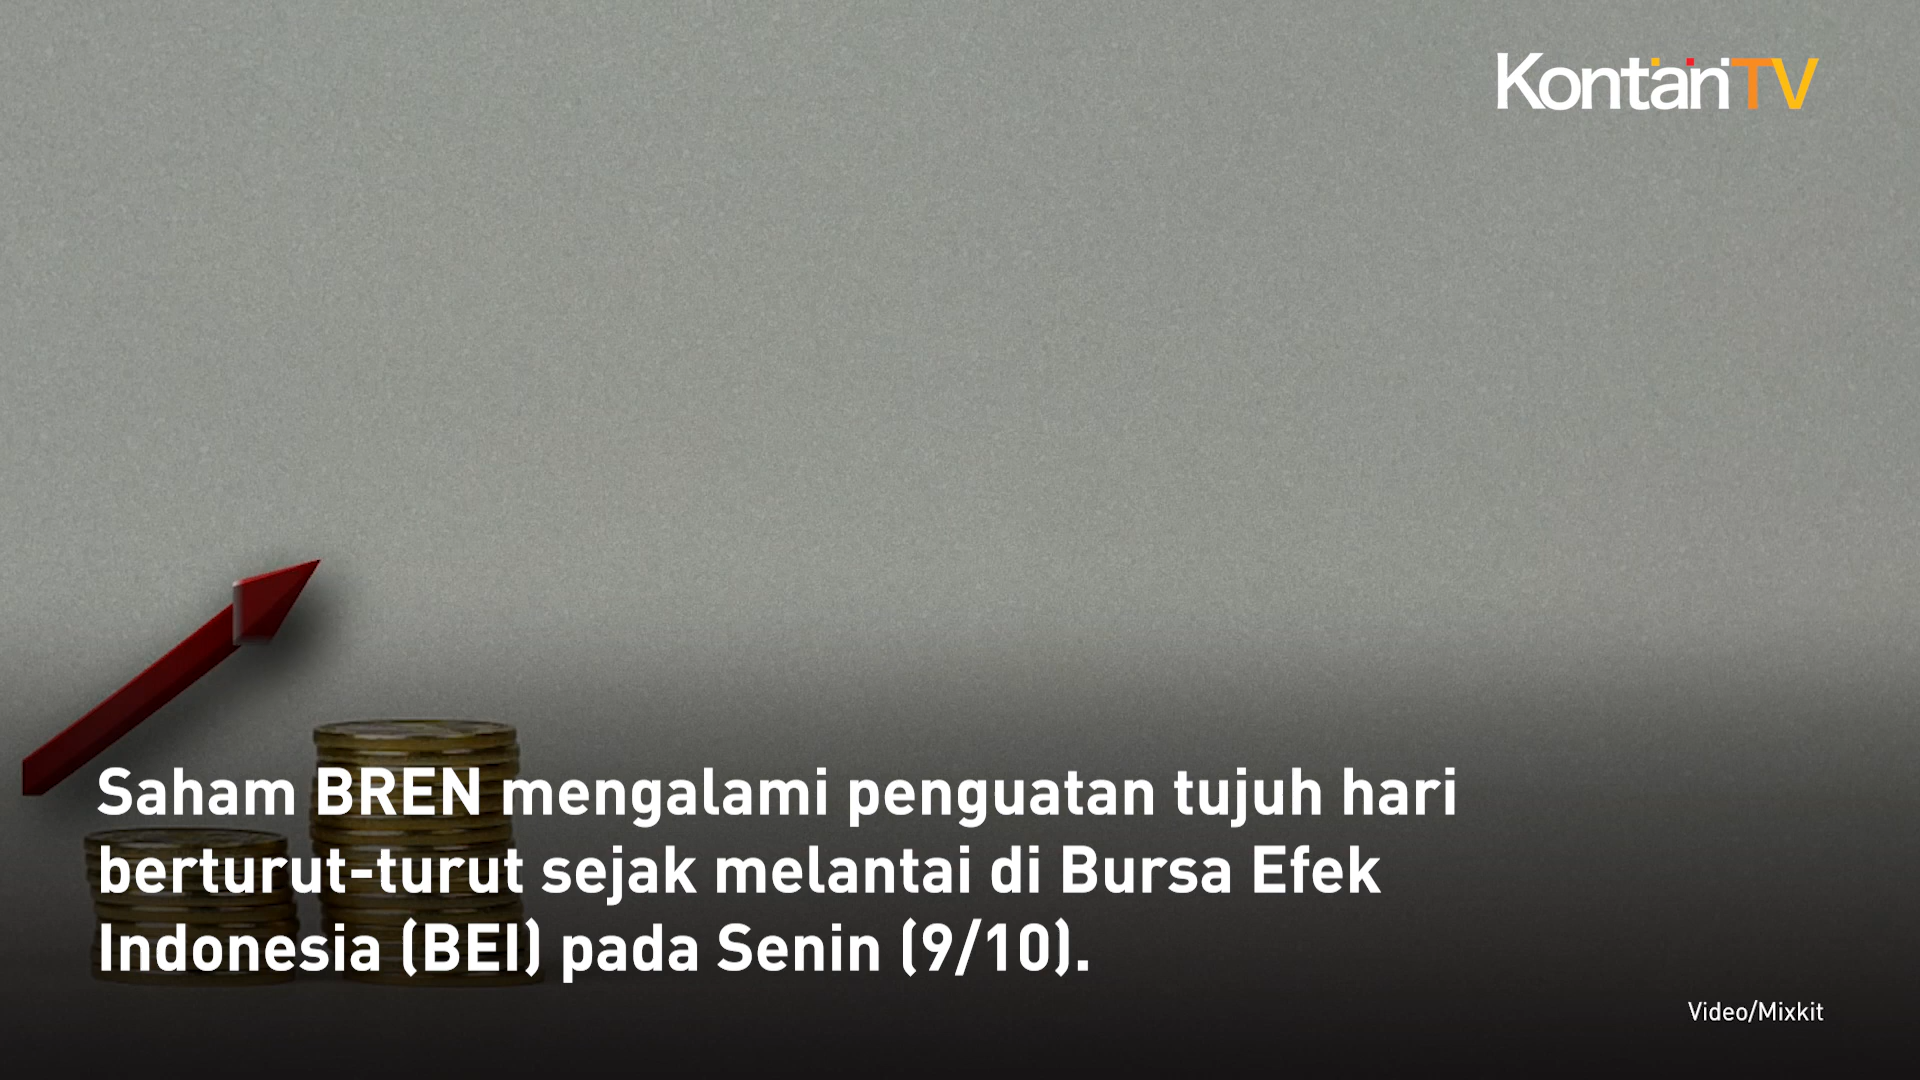 KontanTV
Saham BREN mengalami penguatan tujuh hari
berturut-turut sejak melantai di Bursa Efek
Indonesia (BEI) pada Senin (9/10).
Video/Mixkit